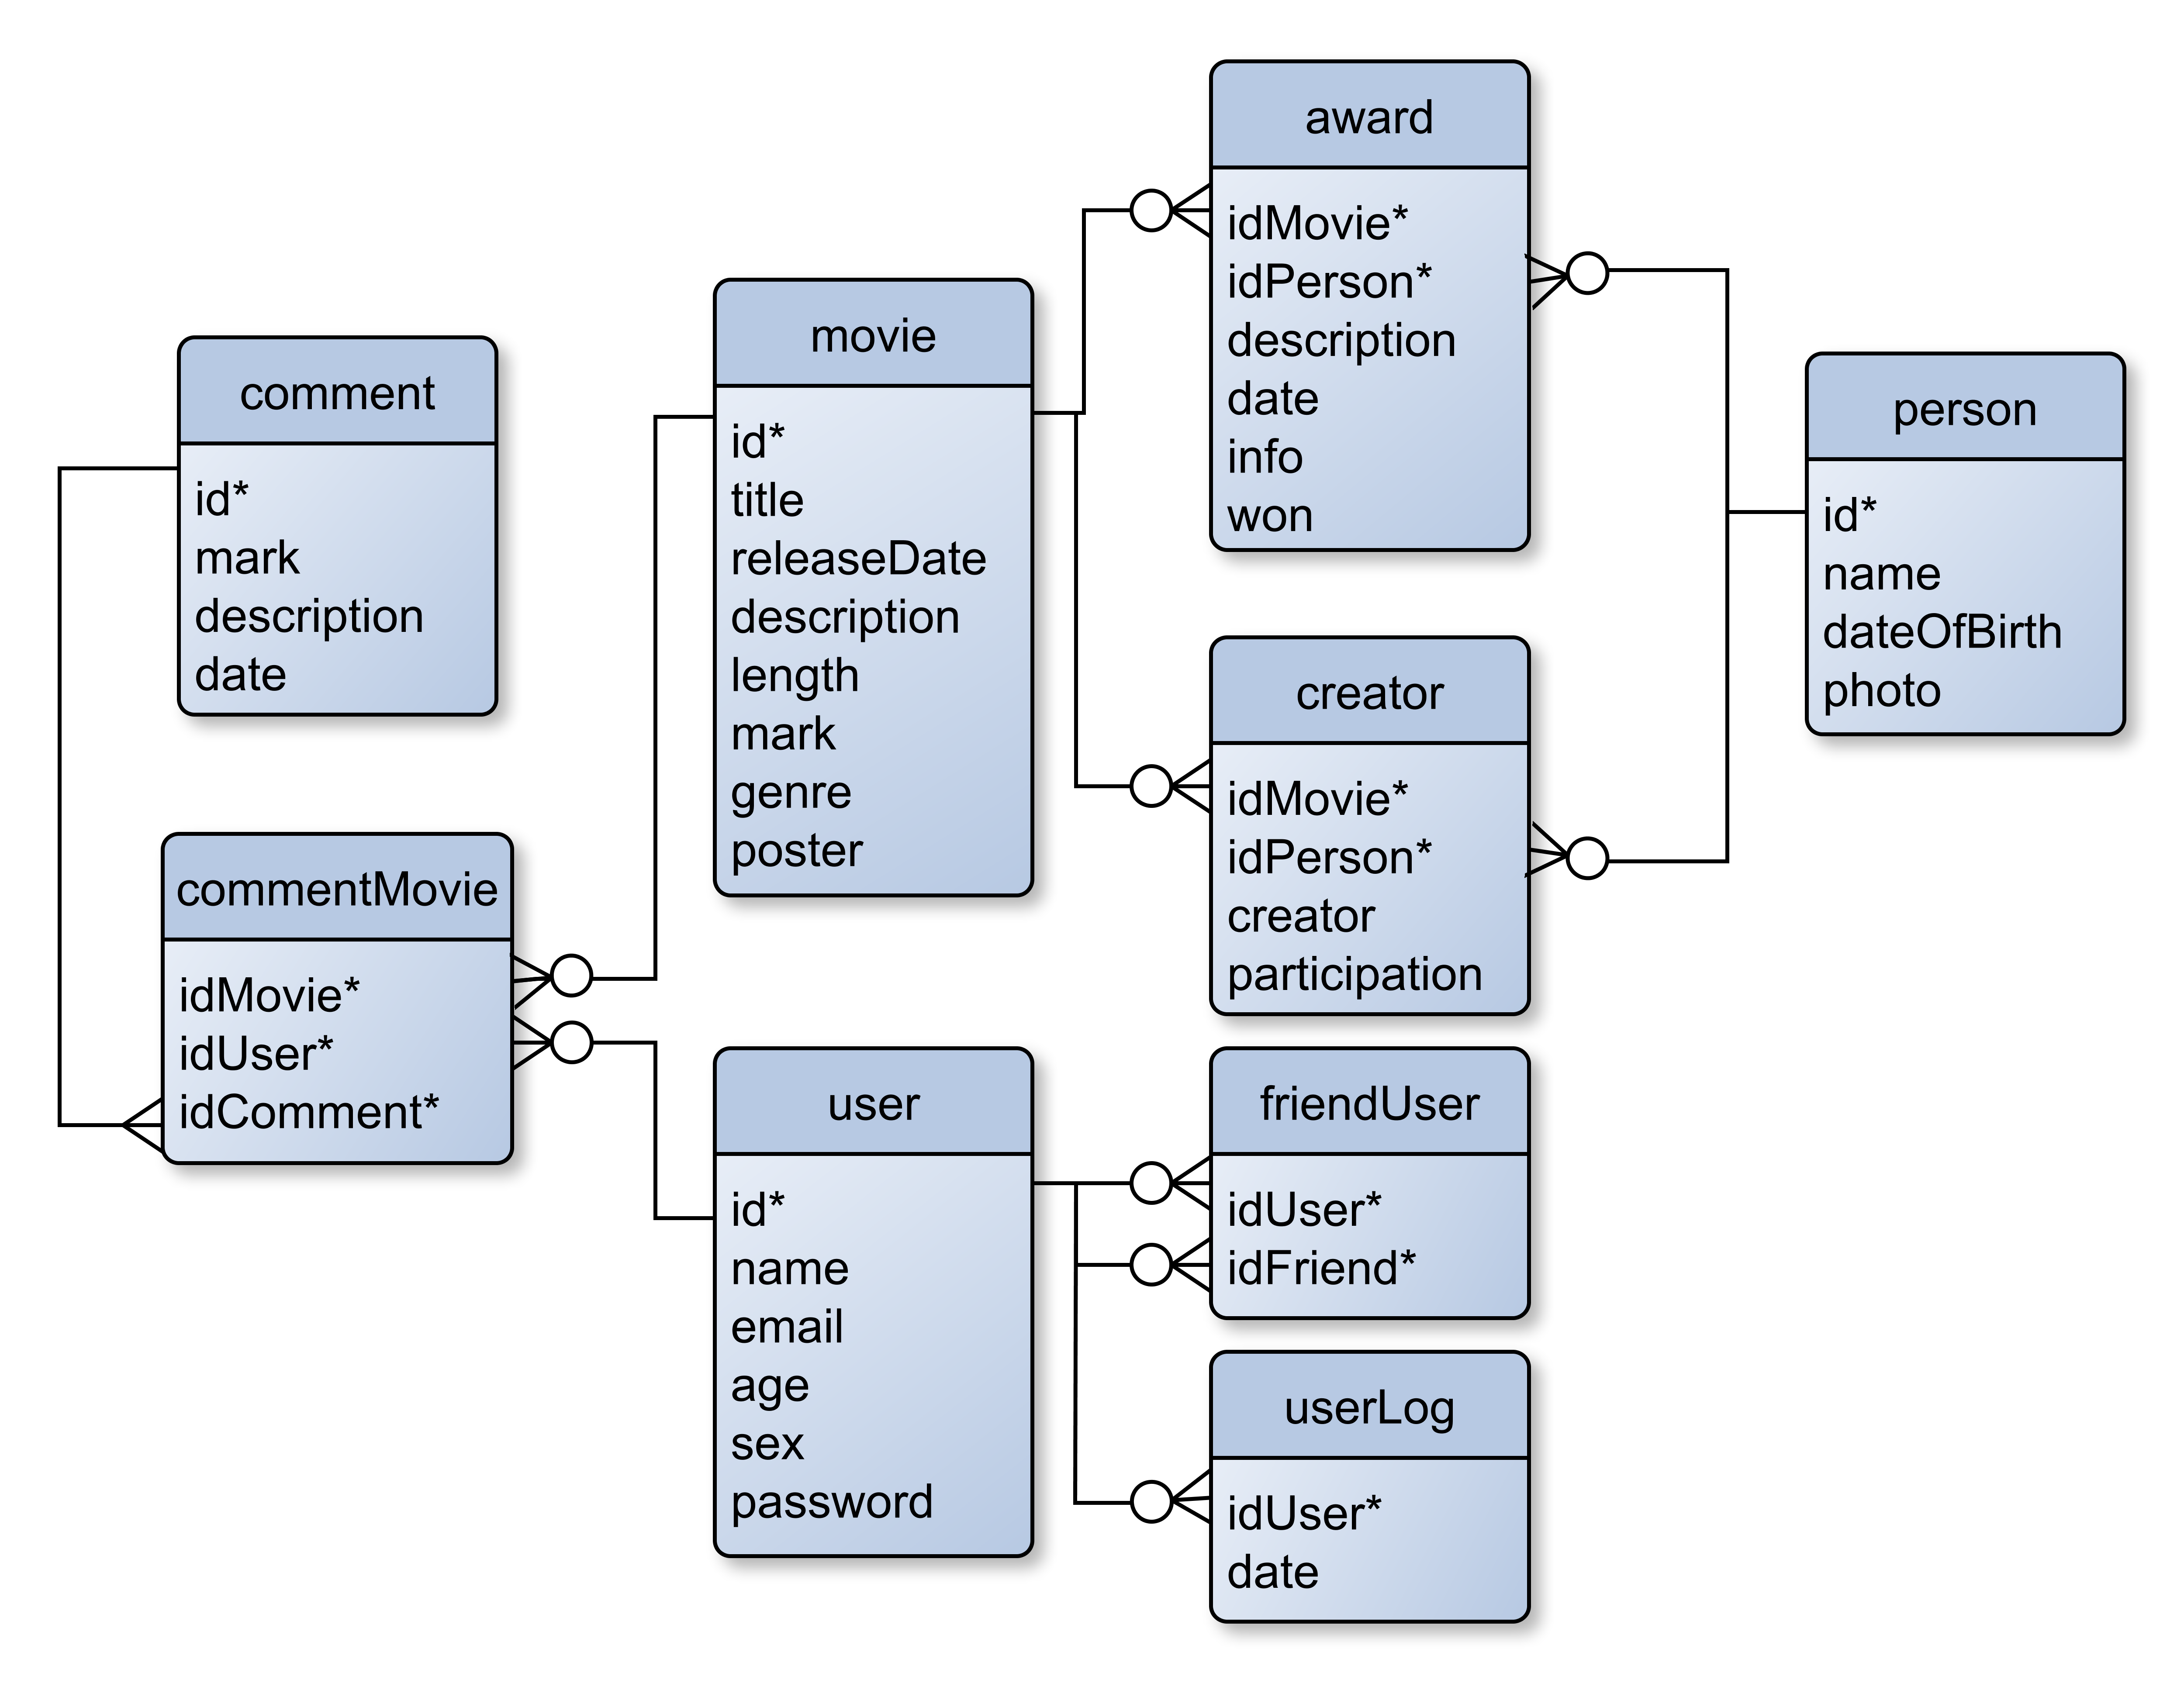 comment
id*
mark
description
date
commentMovie
idMovie*
idUser*
idComment*
movie
id*
title
releaseDate
description
length
mark
genre
poster
user
id*
name
email
age
sex
password
award
idMovie*
idPerson*
description
date
info
won
creator
idMovie*
idPerson*
creator
participation
friendUser
idUser*
idFriend*
userLog
idUser*
date
person
id*
name
dateOfBirth
photo